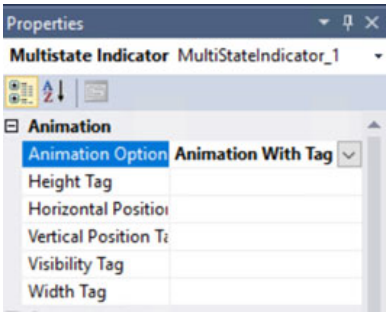 Properties
Multistate Indicator MultiStateIndicator_1
Animation
Animation Option Animation With Tag
Height Tag
Horizontal Position
Vertical Position Ta
Visibility Tag
Width Tag